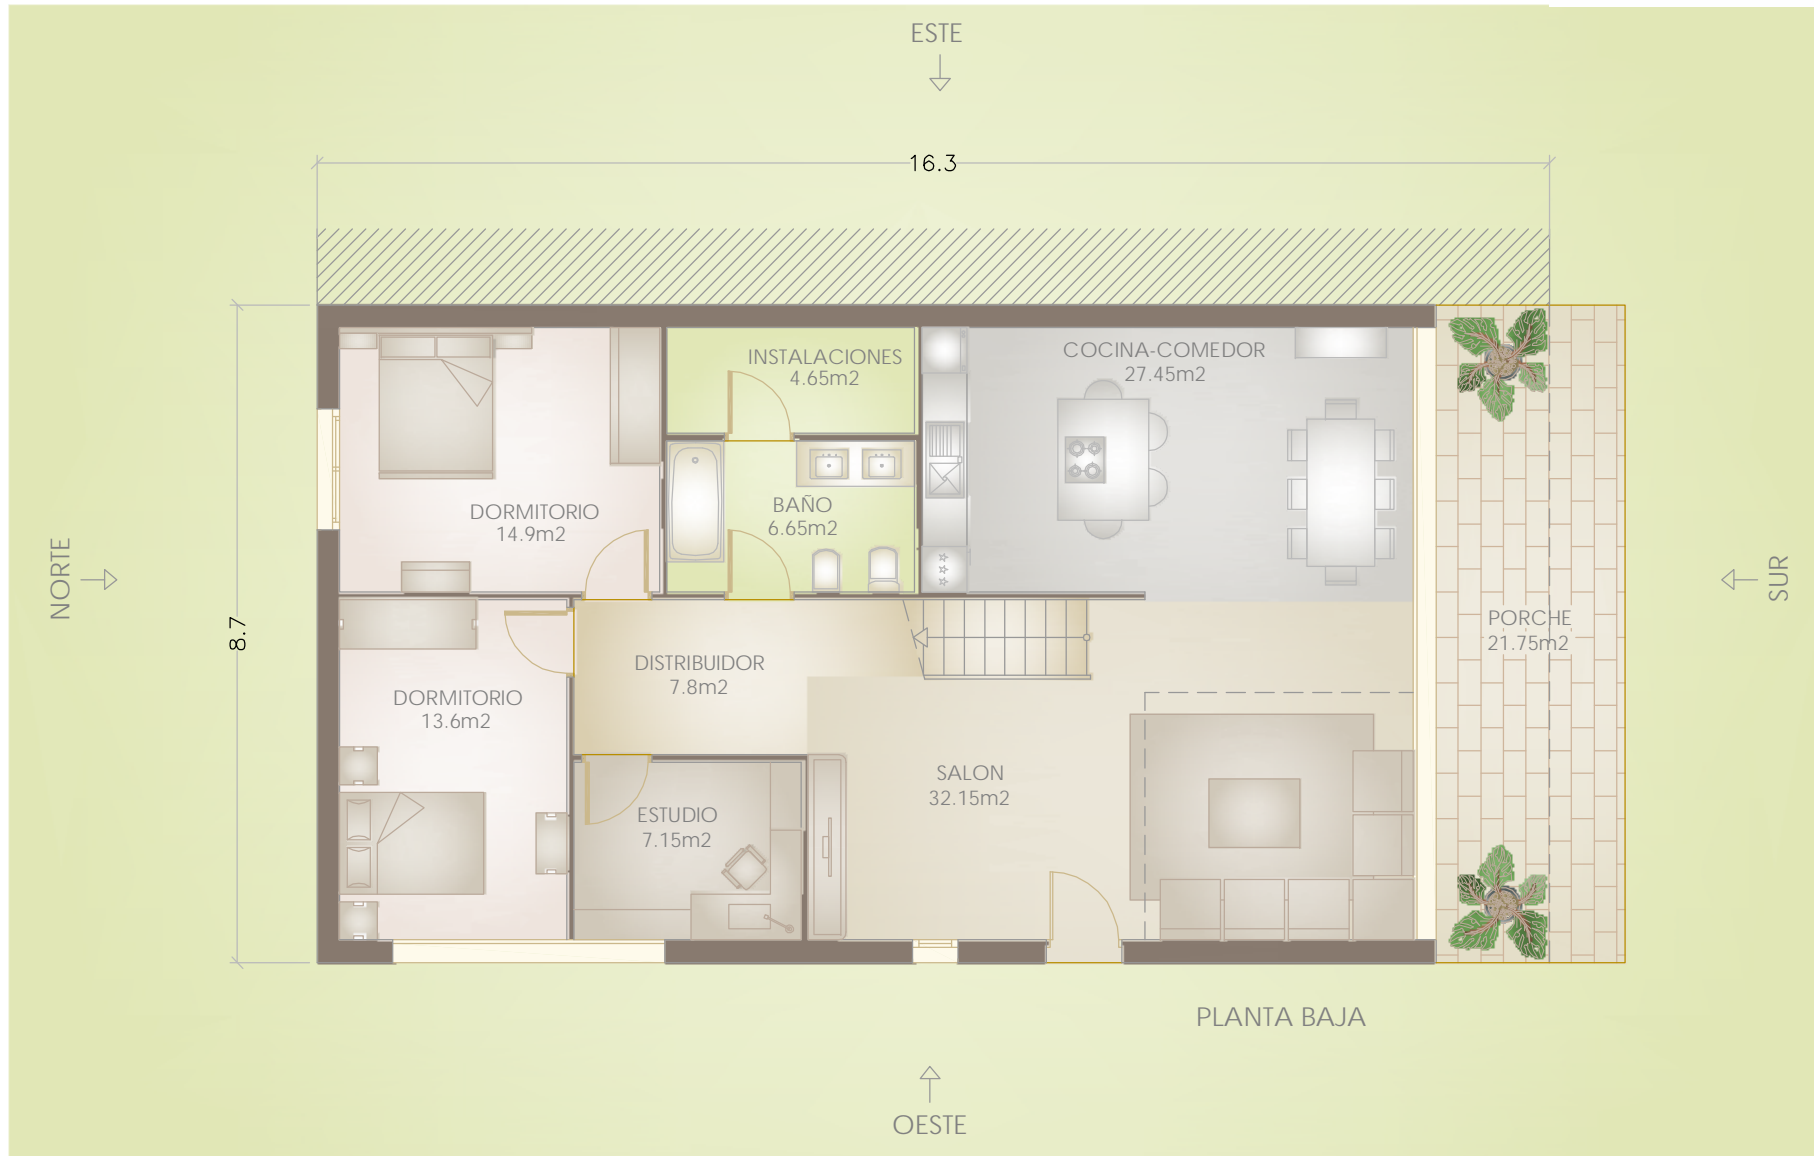 ESTE
16.3
INSTALACIONES
4.65m2
COCINA-COMEDOR
27.45m2
DORMITORIO
14.9m2
BAÑO
6.65m2
NORTE
SUR
8.7
PORCHE
21.75m2
DISTRIBUIDOR
7.8m2
DORMITORIO
13.6m2
SALON
32.15m2
ESTUDIO
7.15m2
PLANTA BAJA
OESTE